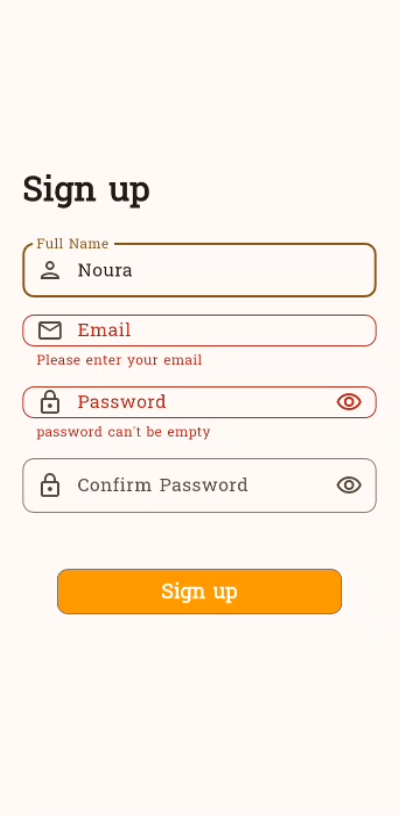 Sign up
Full Name
Noura
Email
Please enter your email
Password
password can't be empty
Confirm Password
Sign up